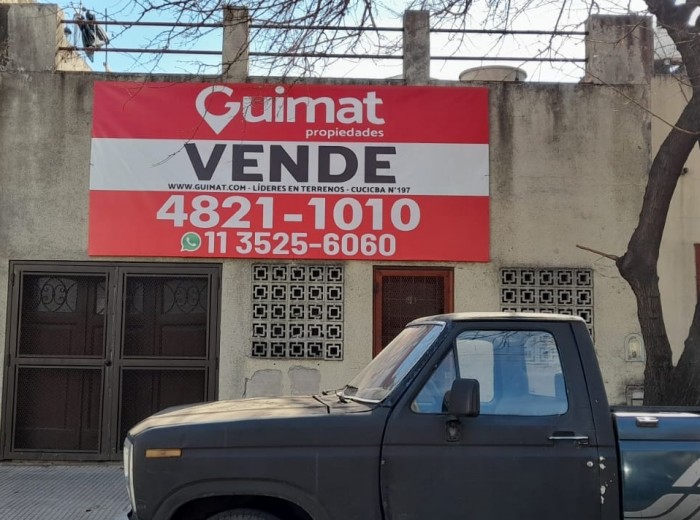 Guimat
propiedades
VENDE
WWW.GUIMAT.COM - LÍDERES EN TERRENOS - CUCICBA N°197
4821-1010
11 3525-6060